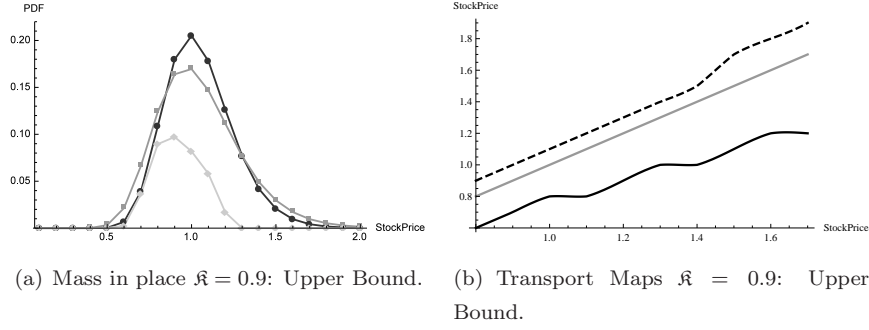 PDF
0.20
0.15
0.10
0.05
0.5
1.0
1.5
2.0
StockPrice
StockPrice
1.8
1.6
1.4
1.2
1.0
0.8
1.0
1.2
1.4
1.6
StockPrice
(a) Mass in place 𝔎 = 0.9: Upper Bound.
(b) Transport Maps 𝔎 = 0.9: Upper
Bound.